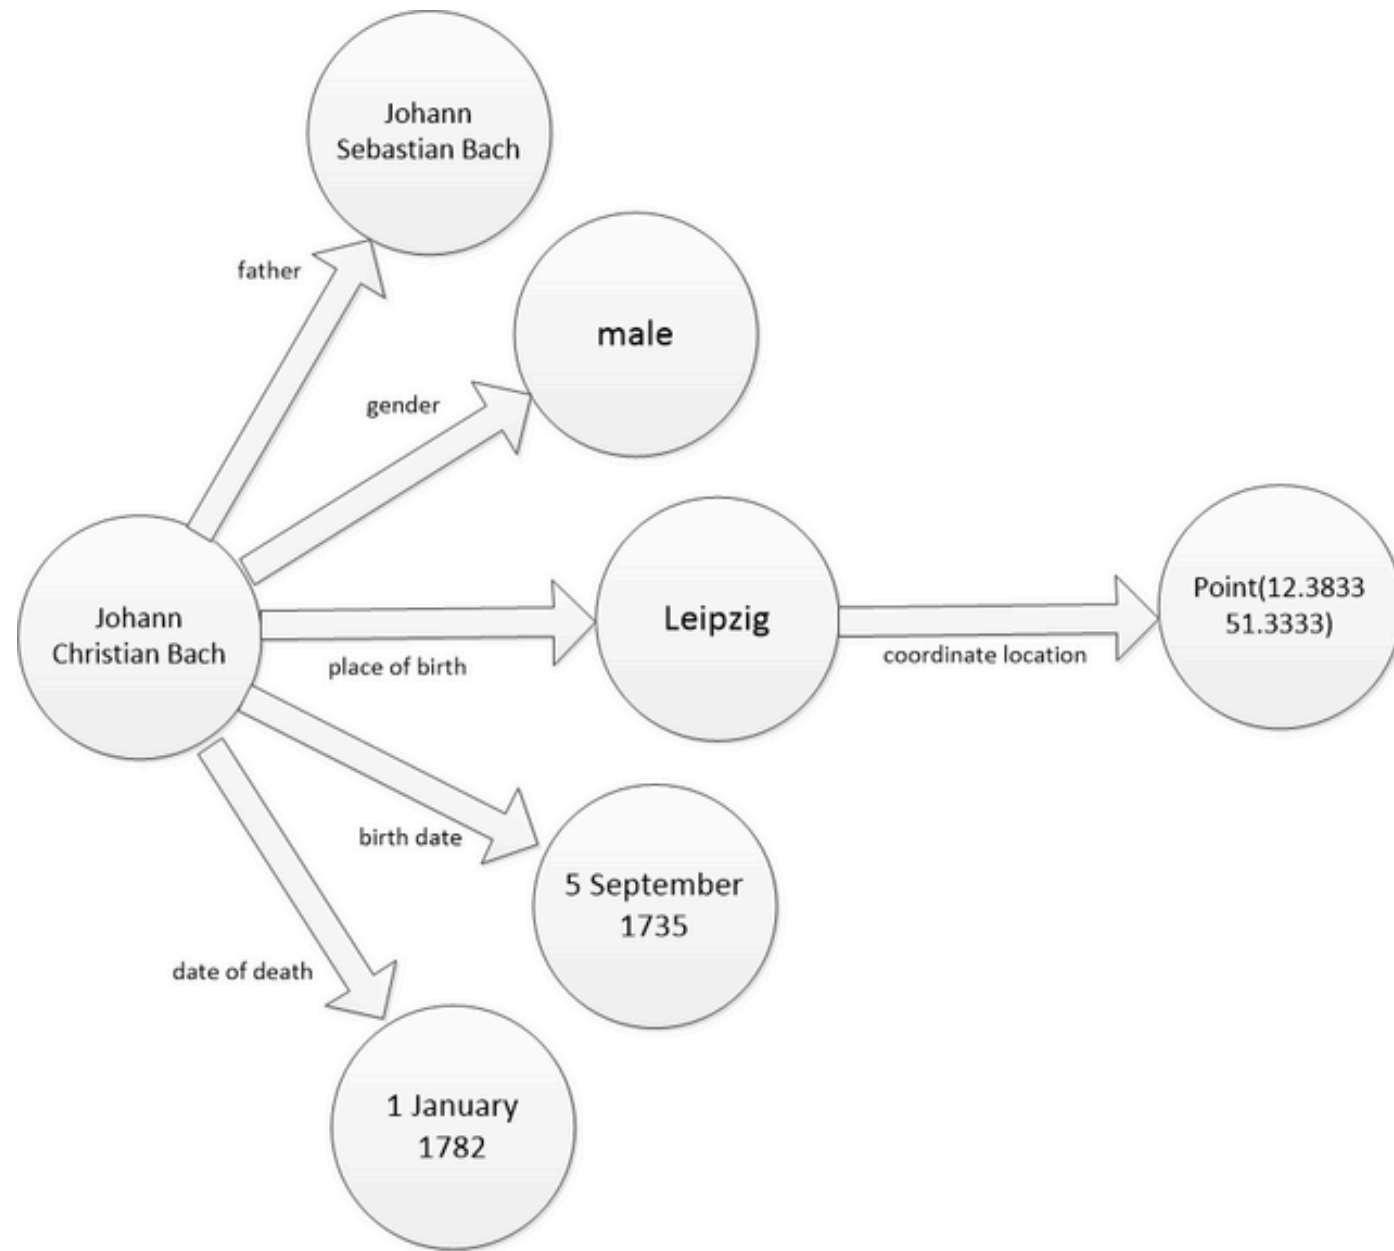 Johann
Sebastian Bach
father
male
gender
Johann
Christian Bach
place of birth
Leipzig
coordinate location
Point(12.3833
51.3333)
birth date
5 September
1735
date of death
1 January
1782